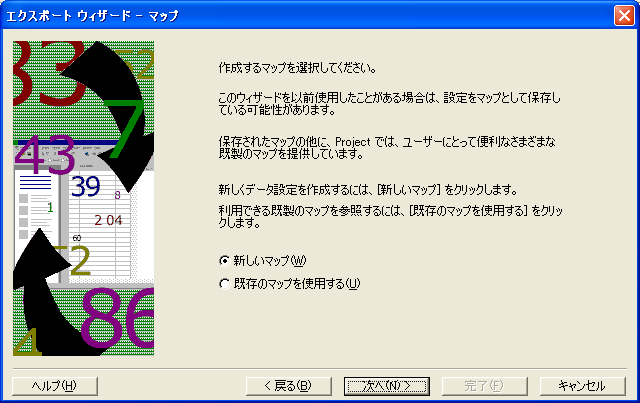 エクスポート ウィザード - マップ
作成するマップを選択してください。
このウィザードを以前使用したことがある場合は、設定をマップとして保存し
ている可能性があります。
保存されたマップの他に、Project では、ユーザーにとって便利なさまざまな
既製のマップを提供しています。
新しくデータ設定を作成するには、[新しいマップ] をクリックします。
利用できる既製のマップを参照するには、[既存のマップを使用する] をクリッ
クします。
新しいマップ(W)
既存のマップを使用する(U)
33
52
7
43
39
8
1
2 04
60
52
86
4
ヘルプ(H)
< 戻る(B)
次へ(N) >
完了(F)
キャンセル